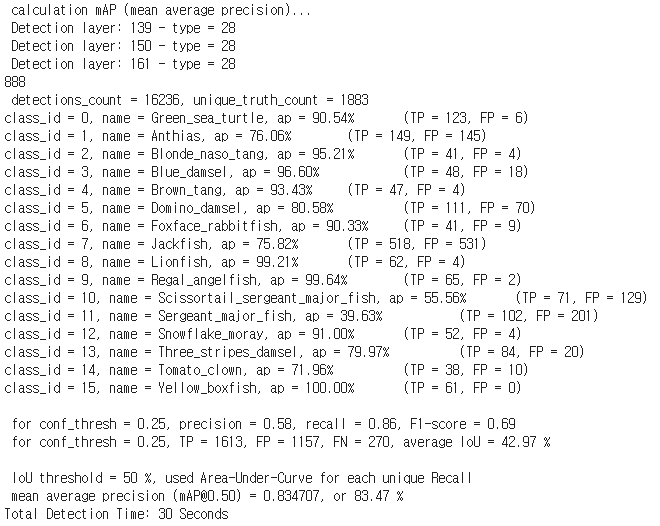 calculation mAP (mean average precision)...
Detection layer: 139 - type = 28
Detection layer: 150 - type = 28
Detection layer: 161 - type = 28
888
detections_count = 16236, unique_truth_count = 1883
class_id = 0, name = Green_sea_turtle, ap = 90.54% (TP = 123, FP = 6)
class_id = 1, name = Anthias, ap = 76.06% (TP = 149, FP = 145)
class_id = 2, name = Blonde_naso_tang, ap = 95.21% (TP = 41, FP = 4)
class_id = 3, name = Blue_damsel, ap = 96.60% (TP = 48, FP = 18)
class_id = 4, name = Brown_tang, ap = 93.43% (TP = 47, FP = 4)
class_id = 5, name = Domino_damsel, ap = 80.58% (TP = 111, FP = 70)
class_id = 6, name = Foxface_rabbitfish, ap = 90.33% (TP = 41, FP = 9)
class_id = 7, name = Jackfish, ap = 75.82% (TP = 518, FP = 531)
class_id = 8, name = Lionfish, ap = 99.21% (TP = 62, FP = 4)
class_id = 9, name = Regal_angelfish, ap = 99.64% (TP = 65, FP = 2)
class_id = 10, name = Scissortail_sergeant_major_fish, ap = 55.56% (TP = 71, FP = 129)
class_id = 11, name = Sergeant_major_fish, ap = 39.63% (TP = 102, FP = 201)
class_id = 12, name = Snowflake_moray, ap = 91.00% (TP = 52, FP = 4)
class_id = 13, name = Three_stripes_damsel, ap = 79.97% (TP = 84, FP = 20)
class_id = 14, name = Tomato_clown, ap = 71.96% (TP = 38, FP = 10)
class_id = 15, name = Yellow_boxfish, ap = 100.00% (TP = 61, FP = 0)
for conf_thresh = 0.25, precision = 0.58, recall = 0.86, F1-score = 0.69
for conf_thresh = 0.25, TP = 1613, FP = 1157, FN = 270, average IoU = 42.97 %
IoU threshold = 50 %, used Area-Under-Curve for each unique Recall
mean average precision (mAP@0.50) = 0.834707, or 83.47 %
Total Detection Time: 30 Seconds